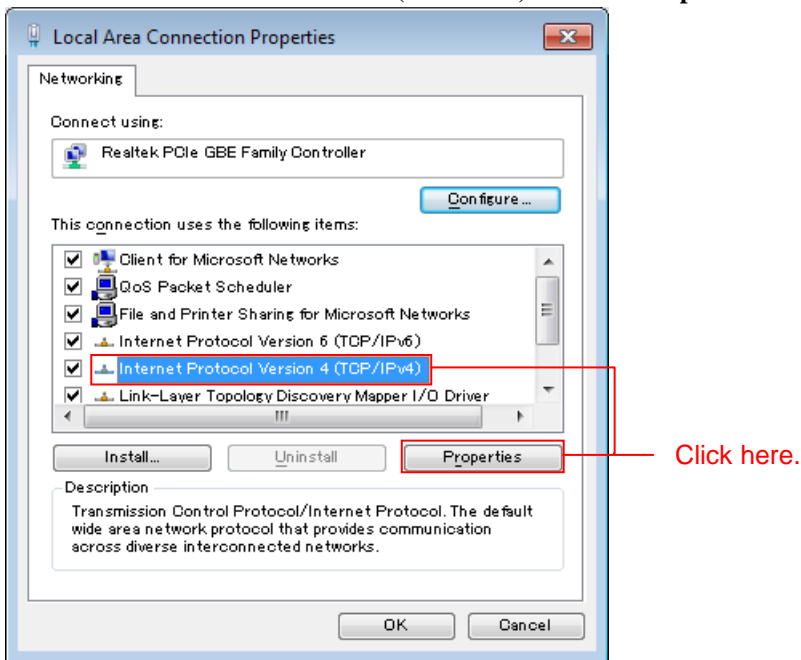 Local Area Connection Properties
Networking
Connect using:
Realtek PCIe GBE Family Controller
Configure...
This connection uses the following items:
Client for Microsoft Networks
QoS Packet Scheduler
File and Printer Sharing for Microsoft Networks
Internet Protocol Version 6 (TCP/IPv6)
Internet Protocol Version 4 (TCP/IPv4)
Link-Layer Topology Discovery Mapper I/O Driver
Install...
Uninstall
Properties
Click here.
Description
Transmission Control Protocol/Internet Protocol. The default
wide area network protocol that provides communication
across diverse interconnected networks.
OK
Cancel